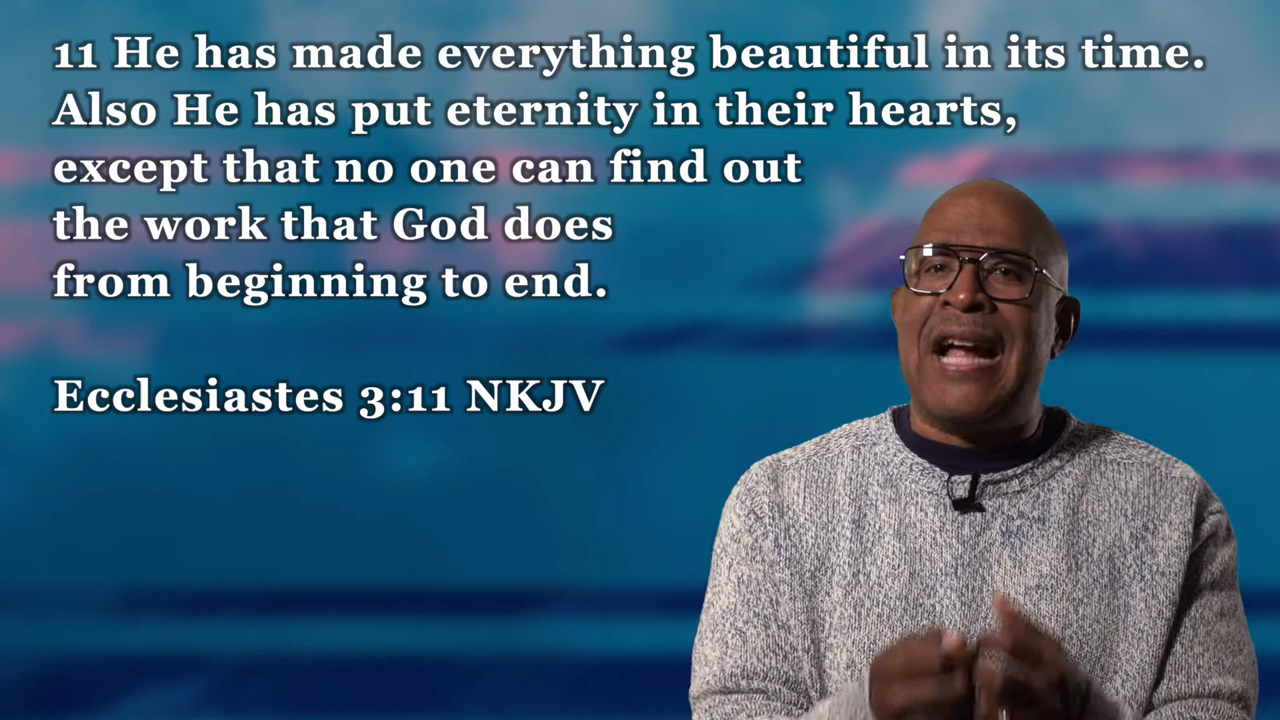 11 He has made everything beautiful in its time.
Also He has put eternity in their hearts,
except that no one can find out
the work that God does
from beginning to end.
Ecclesiastes 3:11 NKJV